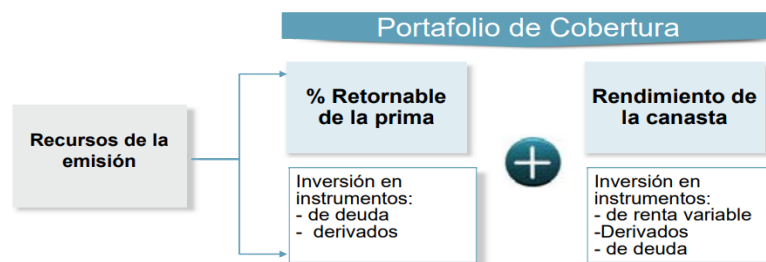 Portafolio de Cobertura
Recursos de la
emisión
% Retornable
de la prima
Rendimiento de
la canasta
Inversión en
instrumentos:
- de deuda
- derivados
Inversión en
instrumentos:
- de renta variable
-Derivados
- de deuda